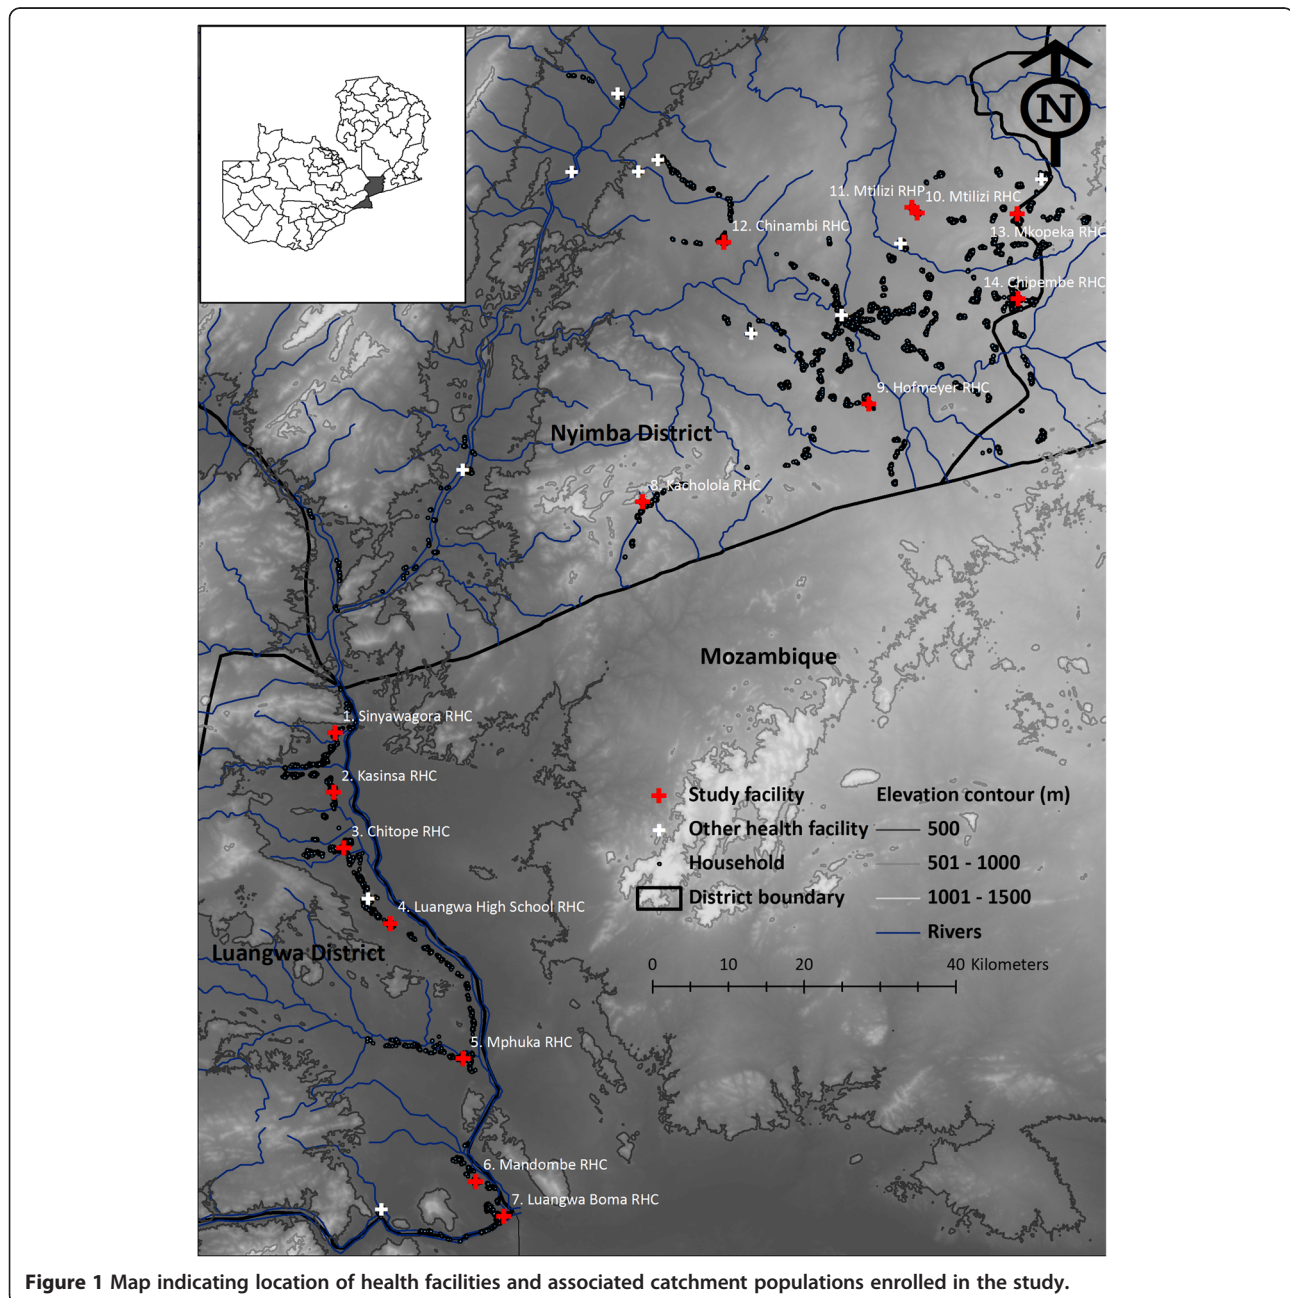 N
11. Mtilizi RHP
10. Mtilizi RHC
12. Chinambi RHC
13. Mkopeka RHC
14. Chipembe RHC
9. Hofmeyer RHC
Nyimba District
8. Kacholola RHC
Mozambique
1. Sinyawagora RHC
2. Kasinsa RHC
3. Chitope RHC
4. Luangwa High School RHC
Luangwa District
5. Mphuka RHC
6. Mandombe RHC
7. Luangwa Boma RHC
Study facility
Other health facility
Household
District boundary
Elevation contour (m)
500
501 - 1000
1001 - 1500
Rivers
0 10 20 40 Kilometers
Figure 1 Map indicating location of health facilities and associated catchment populations enrolled in the study.